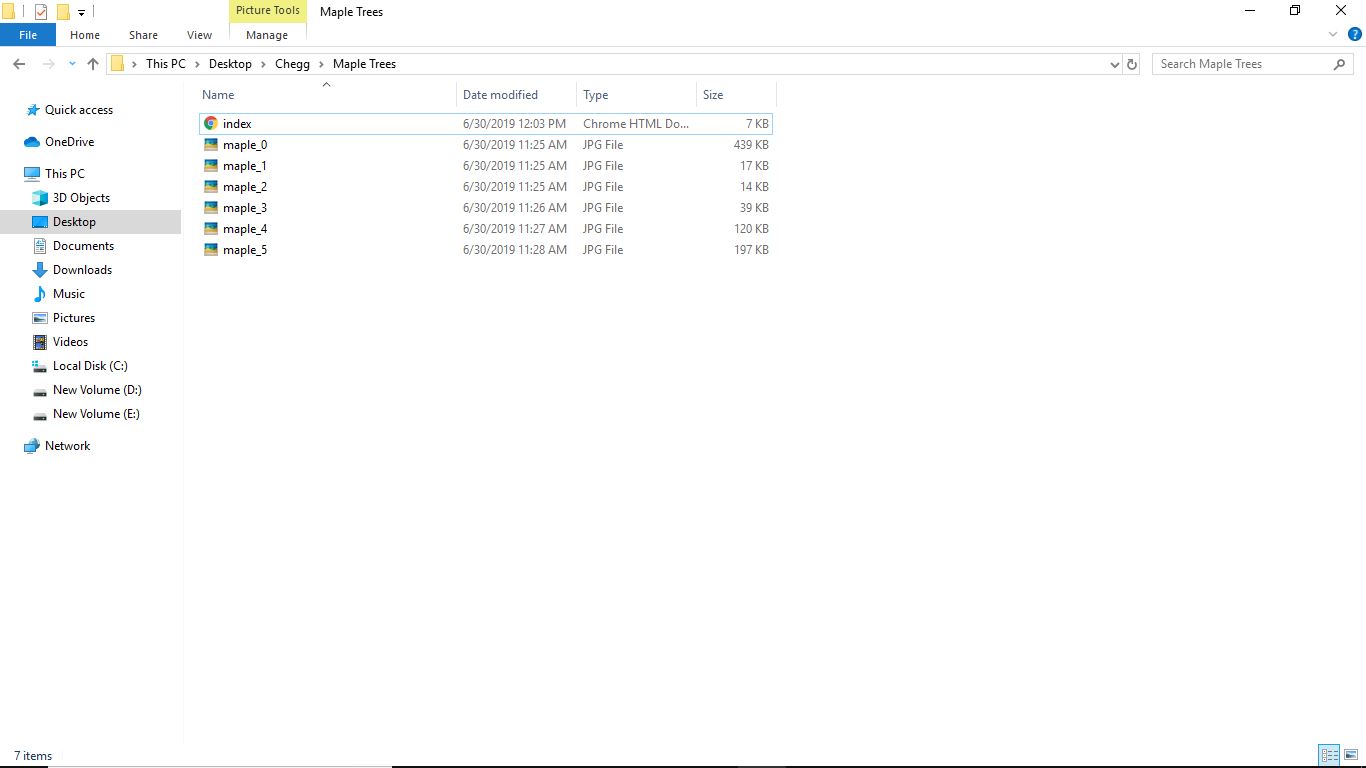 Picture Tools Maple Trees
File Home Share View Manage
This PC Desktop Chegg Maple Trees Search Maple Trees
Name Date modified Type Size
Quick access
OneDrive
This PC
3D Objects
Desktop
Documents
Downloads
Music
Pictures
Videos
Local Disk (C:)
New Volume (D:)
New Volume (E:)
Network
index 6/30/2019 12:03 PM Chrome HTML Do... 7 KB
maple_0 6/30/2019 11:25 AM JPG File 439 KB
maple_1 6/30/2019 11:25 AM JPG File 17 KB
maple_2 6/30/2019 11:25 AM JPG File 14 KB
maple_3 6/30/2019 11:26 AM JPG File 39 KB
maple_4 6/30/2019 11:27 AM JPG File 120 KB
maple_5 6/30/2019 11:28 AM JPG File 197 KB
7 items